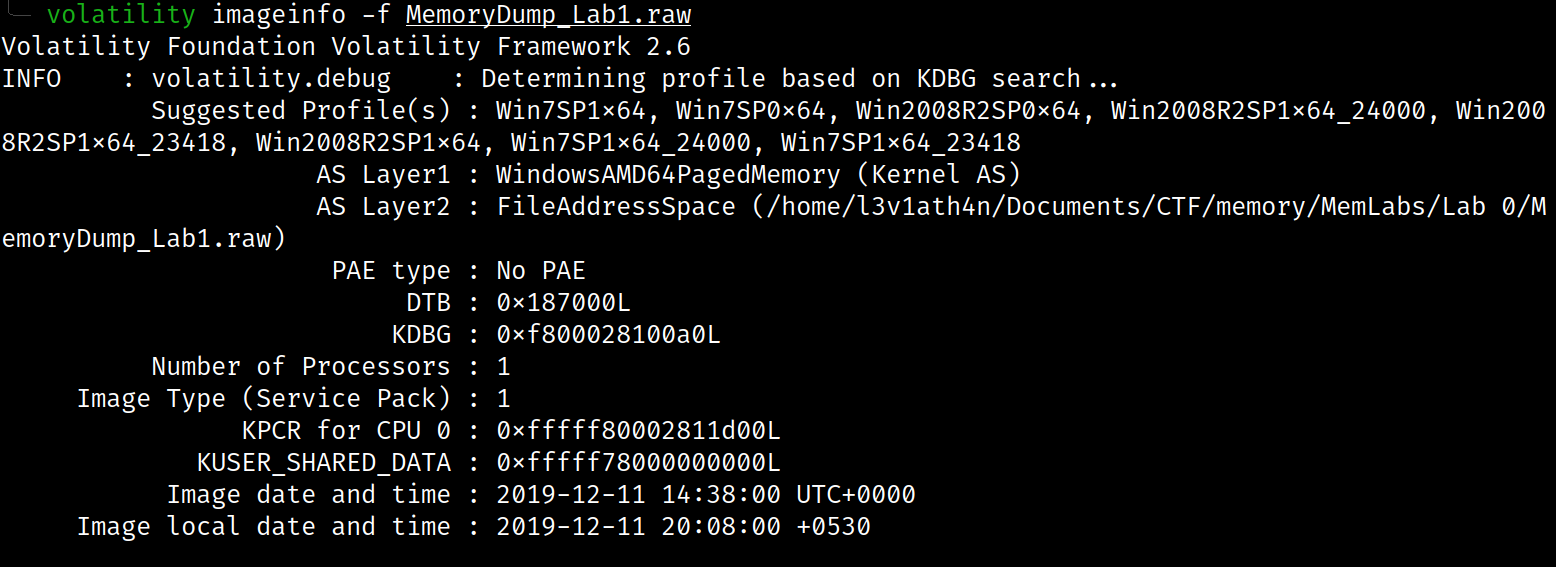 volatility imageinfo -f MemoryDump_Lab1.raw
Volatility Foundation Volatility Framework 2.6
INFO    : volatility.debug    : Determining profile based on KDBG search...
          Suggested Profile(s) : Win7SP1x64, Win7SP0x64, Win2008R2SP0x64, Win2008R2SP1x64_24000, Win200
8R2SP1x64_23418, Win2008R2SP1x64, Win7SP1x64_24000, Win7SP1x64_23418
                     AS Layer1 : WindowsAMD64PagedMemory (Kernel AS)
                     AS Layer2 : FileAddressSpace (/home/l3v1ath4n/Documents/CTF/memory/MemLabs/Lab 0/M
emoryDump_Lab1.raw)
                      PAE type : No PAE
                           DTB : 0x187000L
                          KDBG : 0xf800028100a0L
          Number of Processors : 1
     Image Type (Service Pack) : 1
                KPCR for CPU 0 : 0xfffff80002811d00L
             KUSER_SHARED_DATA : 0xfffff78000000000L
           Image date and time : 2019-12-11 14:38:00 UTC+0000
     Image local date and time : 2019-12-11 20:08:00 +0530